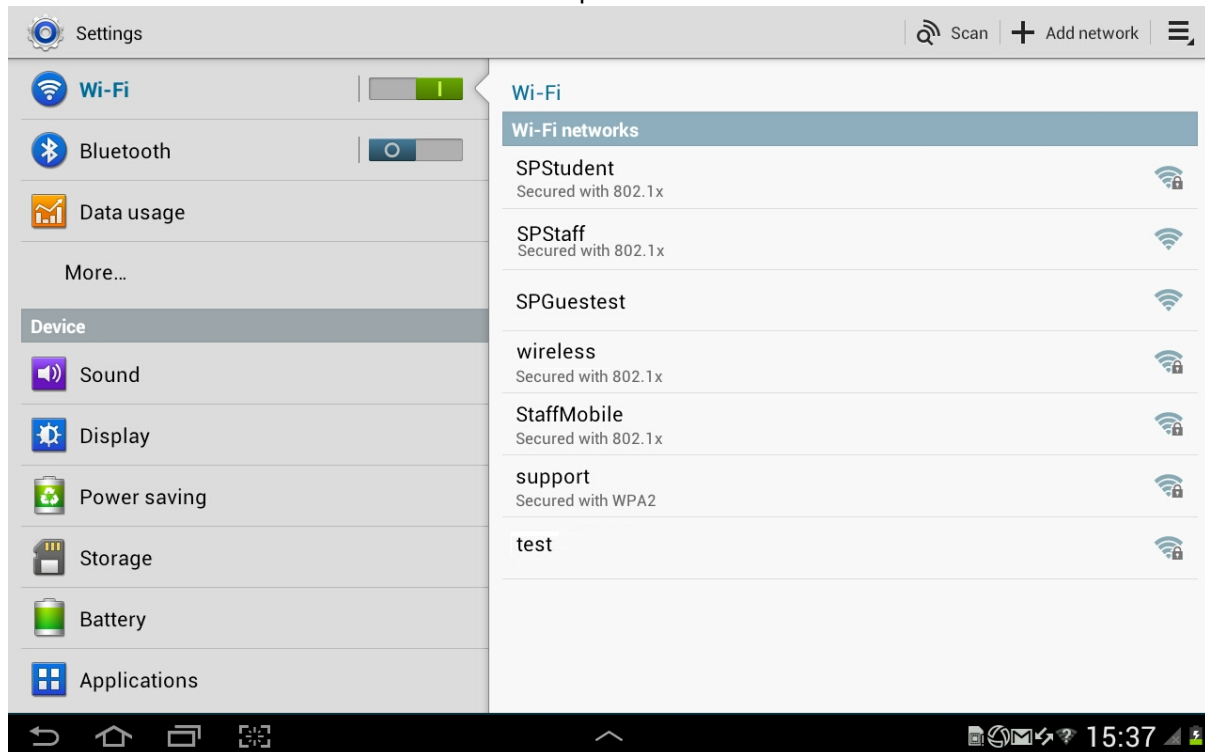 Settings
Scan
Add network
Wi-Fi
Bluetooth
Data usage
More...
Device
Sound
Display
Power saving
Storage
Battery
Applications
Wi-Fi
Wi-Fi networks
SPStudent
Secured with 802.1x
SPStaff
Secured with 802.1x
SPGuestest
wireless
Secured with 802.1x
StaffMobile
Secured with 802.1x
support
Secured with WPA2
test
15:37